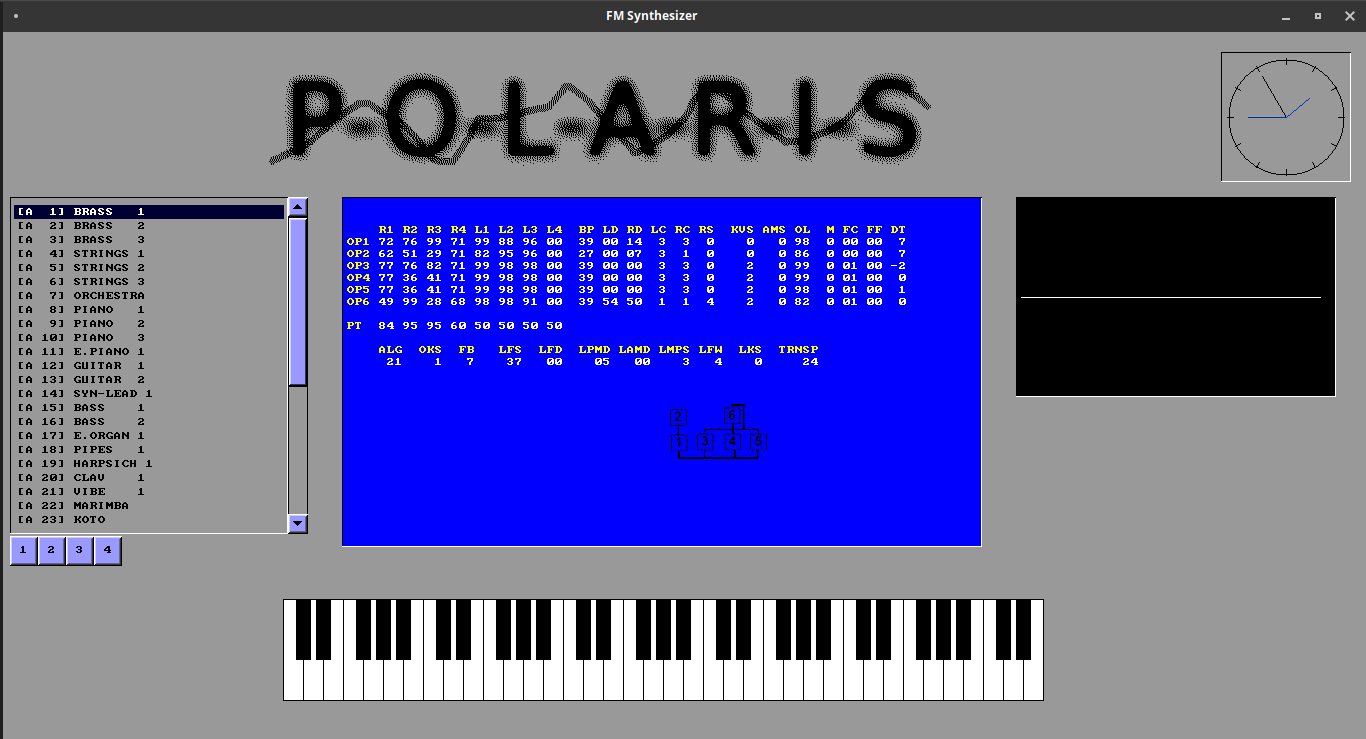 FM Synthesizer
POLARIS
[A 1] BRASS 1
[A 2] BRASS 2
[A 3] BRASS 3
[A 4] STRINGS 1
[A 5] STRINGS 2
[A 6] STRINGS 3
[A 7] ORCHESTRA
[A 8] PIANO 1
[A 9] PIANO 2
[A 10] PIANO 3
[A 11] E.PIANO 1
[A 12] GUITAR 1
[A 13] GUITAR 2
[A 14] SYN-LEAD 1
[A 15] BASS 1
[A 16] BASS 2
[A 17] E.ORGAN 1
[A 18] PIPES 1
[A 19] HARPSICH 1
[A 20] CLAV 1
[A 21] VIBE 1
[A 22] MARIMBA
[A 23] KOTO
1 2 3 4
R1 R2 R3 R4 L1 L2 L3 L4 BP LD RD LC RC RS KVS AMS OL M FC FF DT
OP1 72 76 99 71 99 88 96 00 39 00 14 3 3 0 0 0 98 0 00 00 7
OP2 62 51 29 71 82 95 96 00 27 00 07 3 1 0 0 0 86 0 00 00 7
OP3 77 76 82 71 99 98 98 00 39 00 00 3 3 0 2 0 99 0 01 00 -2
OP4 77 36 41 71 99 98 98 00 39 00 00 3 3 0 2 0 99 0 01 00 0
OP5 77 36 41 71 99 98 98 00 39 00 00 3 3 0 2 0 98 0 01 00 1
OP6 49 99 28 68 98 98 91 00 39 54 50 1 1 4 2 0 82 0 01 00 0
PT 84 95 95 60 50 50 50 50
ALG OKS FB LFS LFD LPMD LAMD LMPS LFW LKS TRNSP
21 1 7 37 00 05 00 3 4 0 24
2 6
1 3 4 5